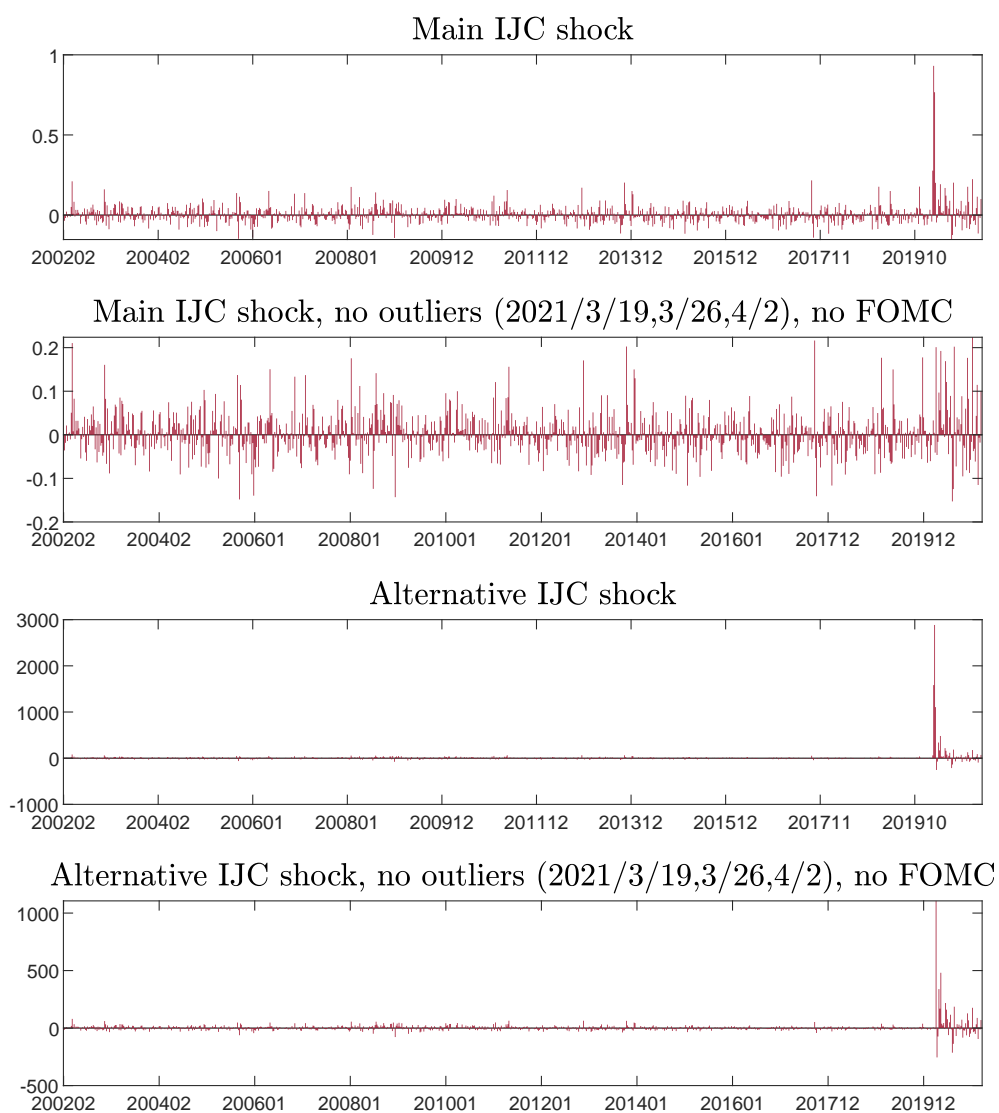 Main IJC shock
1
0.5
0
200202 200402 200601 200801 200912 201112 201312 201512 201711 201910
Main IJC shock, no outliers (2021/3/19,3/26,4/2), no FOMC
0.2
0.1
0
-0.1
-0.2
200202 200402 200601 200801 201001 201201 201401 201601 201712 201912
Alternative IJC shock
3000
2000
1000
0
-1000
200202 200402 200601 200801 200912 201112 201312 201512 201711 201910
Alternative IJC shock, no outliers (2021/3/19,3/26,4/2), no FOMC
1000
500
0
-500
200202 200402 200601 200801 201001 201201 201401 201601 201712 201912